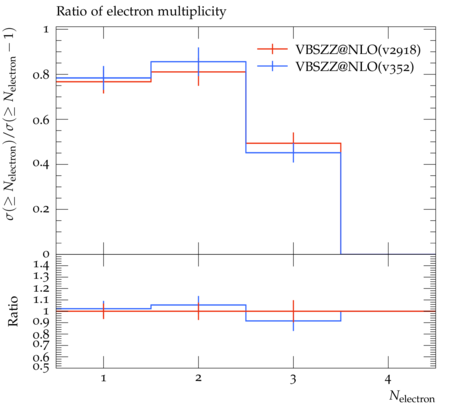 Ratio of electron multiplicity
σ(≥ N_electron)/σ(≥ N_electron − 1)
VBSZZ@NLO(v2918)
VBSZZ@NLO(v352)
1
0.8
0.6
0.4
0.2
0
Ratio
1.4
1.3
1.2
1.1
1.0
0.9
0.8
0.7
0.6
0.5
1 2 3 4
N_electron